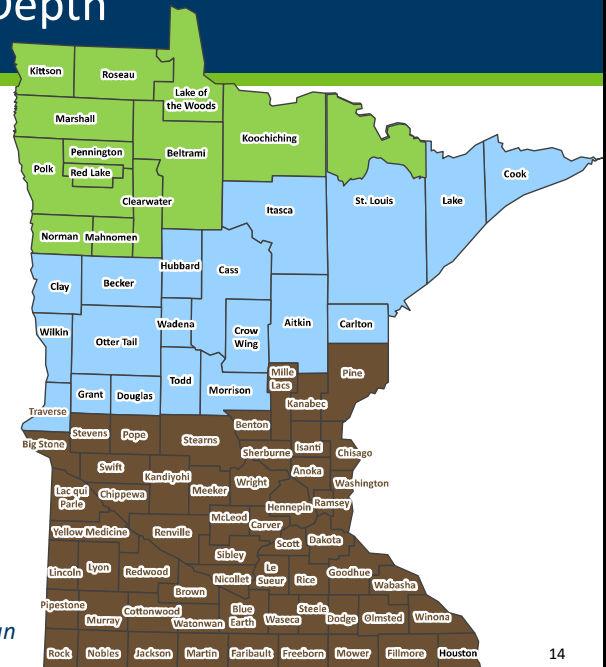 Depth
Kittson
Roseau
Lake of
the Woods
Marshall
Koochiching
Pennington
Beltrami
Polk
Red Lake
Cook
Clearwater
St. Louis
Lake
Itasca
Norman
Mahnomen
Hubbard
Cass
Clay
Becker
Wilkin
Wadena
Aitkin
Carlton
Crow
Wing
Otter Tail
Todd
Mille
Lacs
Pine
Grant
Douglas
Morrison
Kanabec
Traverse
Benton
Stevens
Pope
Stearns
Big Stone
Isanti
Sherburne
Chisago
Swift
Anoka
Kandiyohi
Wright
Washington
Lac qui
Parle
Chippewa
Meeker
Hennepin
Ramsey
McLeod
Carver
Yellow Medicine
Renville
Scott
Dakota
Sibley
Lincoln
Lyon
Redwood
Nicollet
Le
Sueur
Rice
Goodhue
Wabasha
Brown
Pipestone
Murray
Cottonwood
Watonwan
Blue
Earth
Waseca
Steele
Dodge
Olmsted
Winona
Rock
Nobles
Jackson
Martin
Faribault
Freeborn
Mower
Fillmore
Houston
14